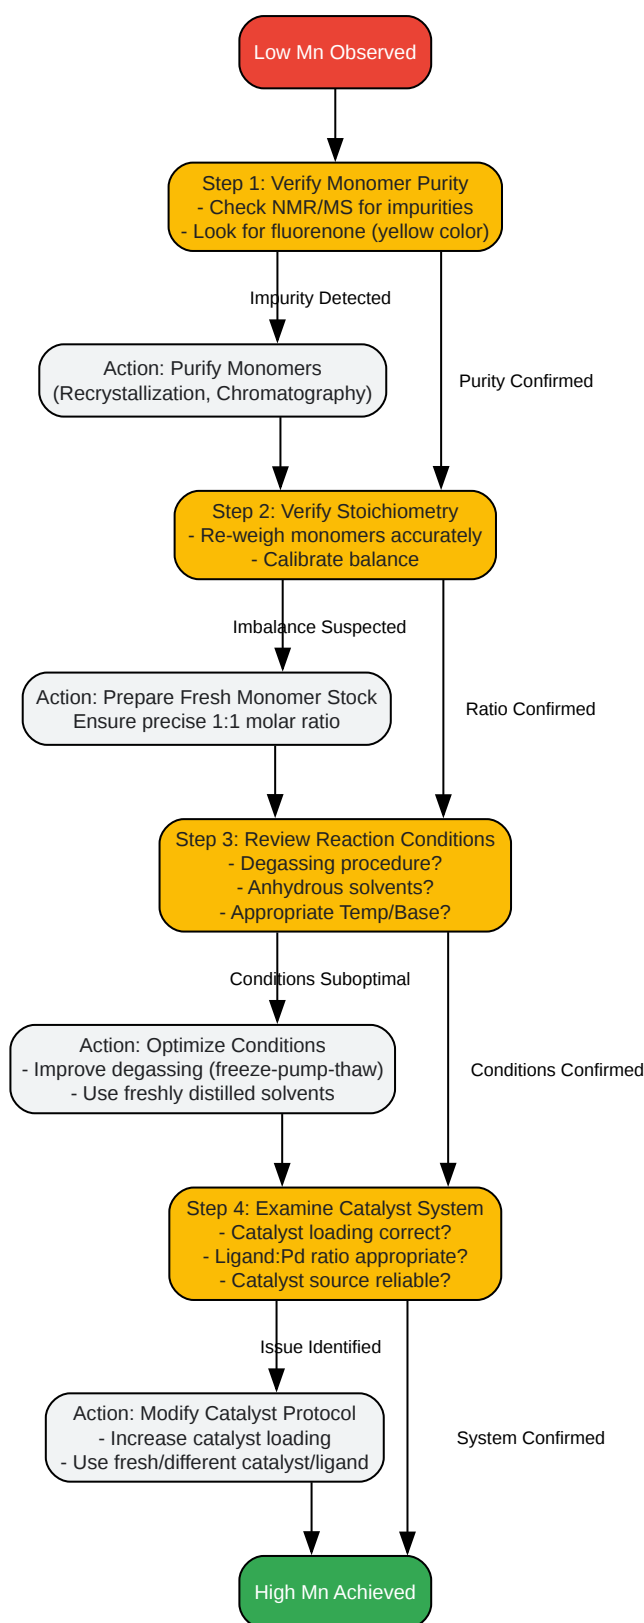 Low Mn Observed
Step 1: Verify Monomer Purity
- Check NMR/MS for impurities
- Look for fluorenone (yellow color)
Impurity Detected
Action: Purify Monomers
(Recrystallization, Chromatography)
Purity Confirmed
Step 2: Verify Stoichiometry
- Re-weigh monomers accurately
- Calibrate balance
Imbalance Suspected
Action: Prepare Fresh Monomer Stock
Ensure precise 1:1 molar ratio
Ratio Confirmed
Step 3: Review Reaction Conditions
- Degassing procedure?
- Anhydrous solvents?
- Appropriate Temp/Base?
Conditions Suboptimal
Action: Optimize Conditions
- Improve degassing (freeze-pump-thaw)
- Use freshly distilled solvents
Conditions Confirmed
Step 4: Examine Catalyst System
- Catalyst loading correct?
- Ligand:Pd ratio appropriate?
- Catalyst source reliable?
Issue Identified
Action: Modify Catalyst Protocol
- Increase catalyst loading
- Use fresh/different catalyst/ligand
System Confirmed
High Mn Achieved